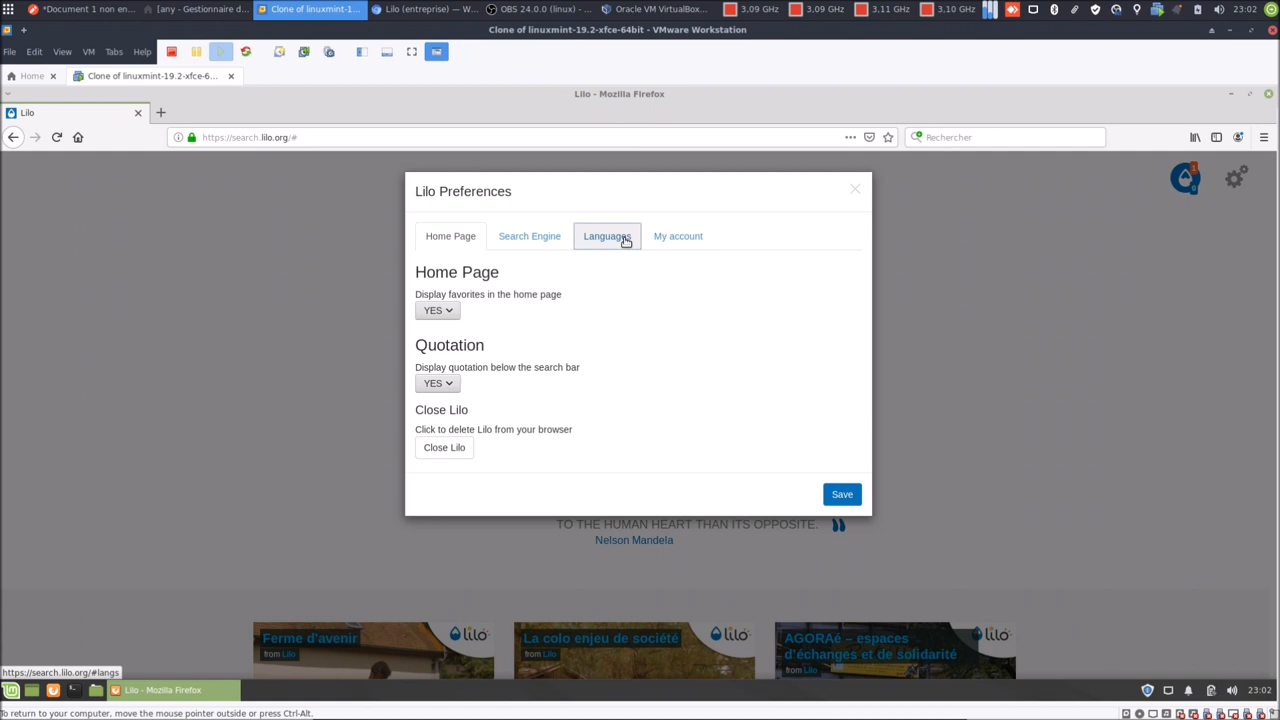 *Document 1 non en...
[any - Gestionnaire d...
Clone of linuxmint-1...
Lilo (entreprise) — W...
OBS 24.0.0 (linux) - ...
Oracle VM VirtualBox...
3,09 GHz
3,09 GHz
3,11 GHz
3,10 GHz
23:02
Clone of linuxmint-19.2-xfce-64bit - VMware Workstation
File Edit View VM Tabs Help
Home
Clone of linuxmint-19.2-xfce-6...
Lilo - Mozilla Firefox
Lilo
https://search.lilo.org/#
Rechercher
1
0
Lilo Preferences
Home Page
Search Engine
Languages
My account
Home Page
Display favorites in the home page
YES
Quotation
Display quotation below the search bar
YES
Close Lilo
Click to delete Lilo from your browser
Close Lilo
Save
TO THE HUMAN HEART THAN ITS OPPOSITE.
Nelson Mandela
Ferme d'avenir
from Lilo
lilo
La colo enjeu de société
from Lilo
lilo
AGORAé – espaces
d'échanges et de solidarité
from Lilo
lilo
https://search.lilo.org/#langs
Lilo - Mozilla Firefox
23:02
To return to your computer, move the mouse pointer outside or press Ctrl-Alt.